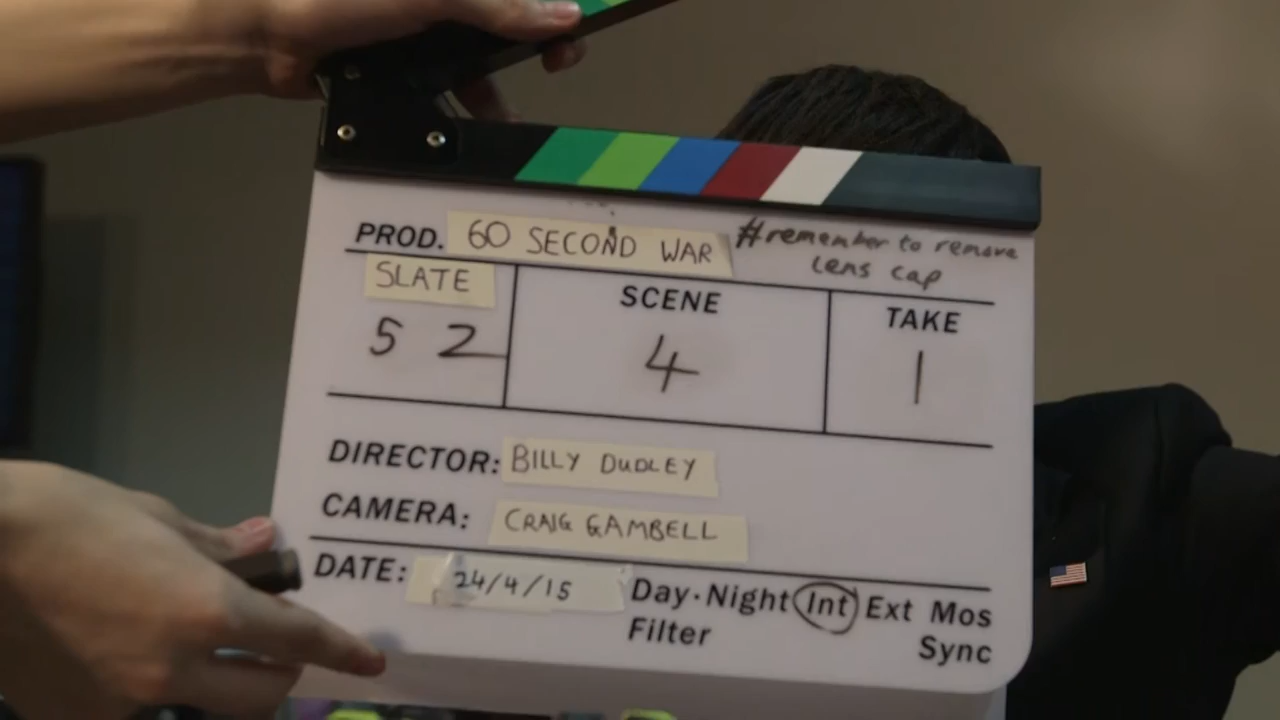 PROD. 60 SECOND WAR #remember to remove
lens cap
SLATE SCENE TAKE
5 2 4 1
DIRECTOR: BILLY DUDLEY
CAMERA: CRAIG GAMBELL
DATE: 24/4/15 Day·Night Int Ext Mos
Filter Sync